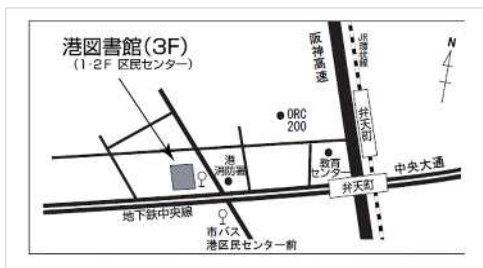 港図書館(3F)
(1-2F 区民センター)
阪神高速
JR環状線
N
ORC
200
弁天町
港
消防署
教育
センター
弁天町
中央大通
地下鉄中央線
市バス
港区民センター前